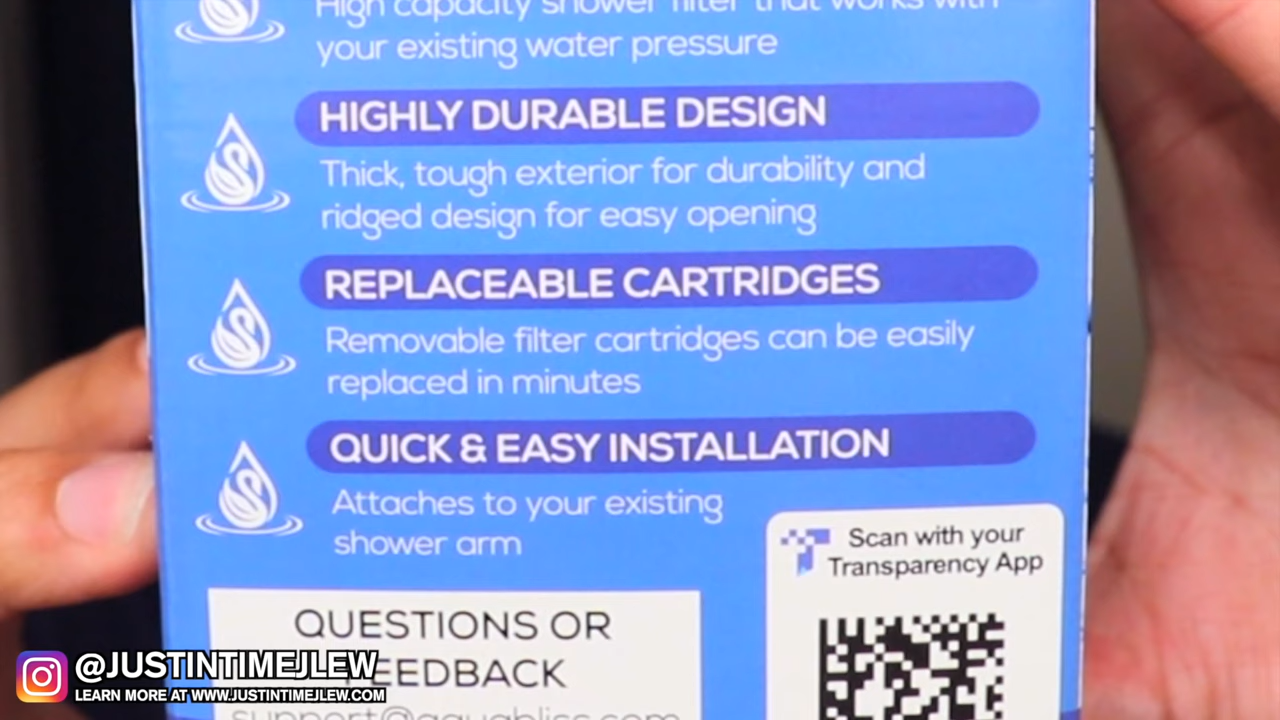 High capacity shower filter that works with
your existing water pressure
HIGHLY DURABLE DESIGN
Thick, tough exterior for durability and
ridged design for easy opening
REPLACEABLE CARTRIDGES
Removable filter cartridges can be easily
replaced in minutes
QUICK & EASY INSTALLATION
Attaches to your existing
shower arm
Scan with your
Transparency App
QUESTIONS OR
FEEDBACK
support@aquabliss.com
@JUSTINTIMEJLEW
LEARN MORE AT WWW.JUSTINTIMEJLEW.COM